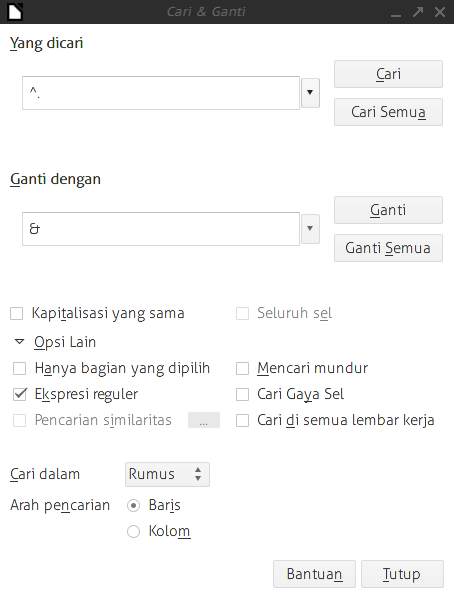 Cari & Ganti
Yang dicari
^.
Cari
Cari Semua
Ganti dengan
&
Ganti
Ganti Semua
Kapitalisasi yang sama
Seluruh sel
Opsi Lain
Hanya bagian yang dipilih
Mencari mundur
Ekspresi reguler
Cari Gaya Sel
Pencarian similaritas
...
Cari di semua lembar kerja
Cari dalam
Rumus
Arah pencarian
Baris
Kolom
Bantuan
Tutup